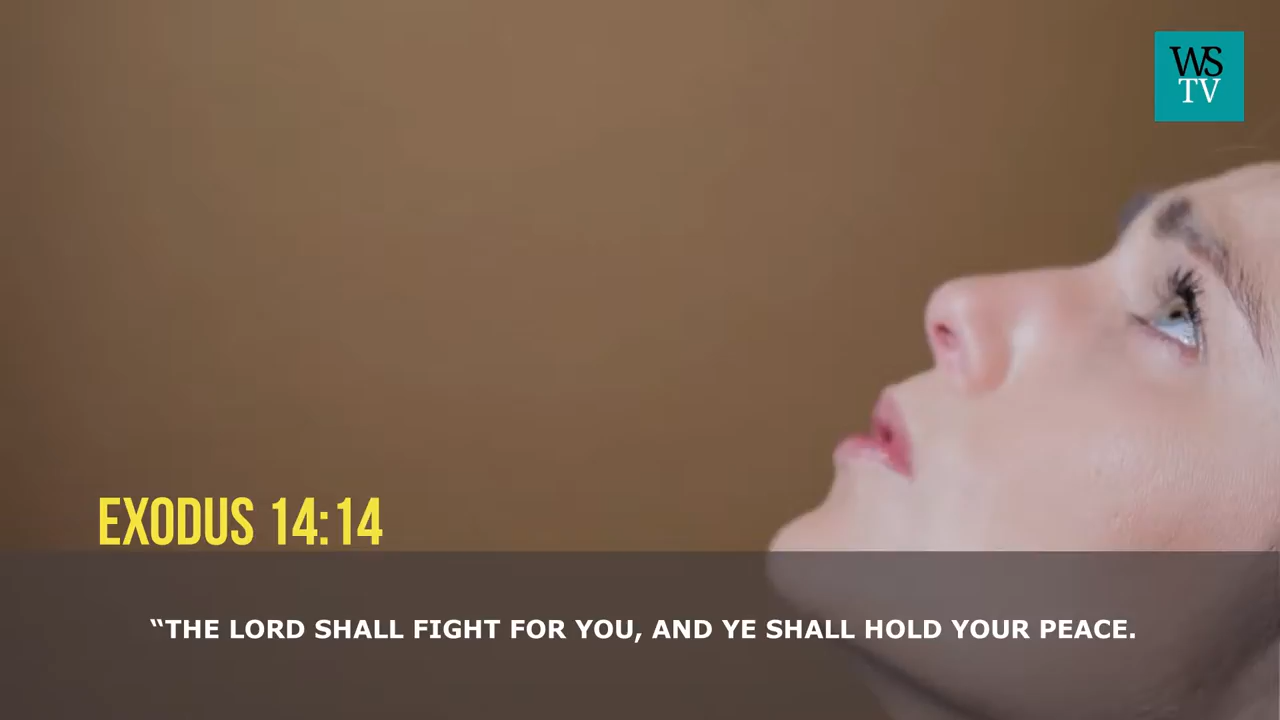 WS
TV
EXODUS 14:14
“THE LORD SHALL FIGHT FOR YOU, AND YE SHALL HOLD YOUR PEACE.